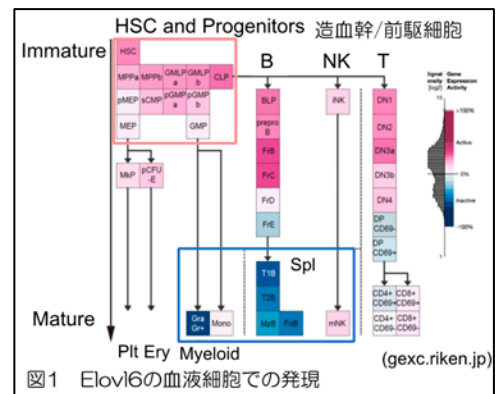 HSC and Progenitors 造血幹/前駆細胞
Immature
B NK T
HSC
MPPa MPPb GMLP a GMLP b CLP
pMEP sCMP pGMP a pGMP b
MEP GMP
MkP pCFU -E
BLP
prepro B
FrB
FrC
FrD
FrE
iNK
DN1
DN2
DN3a
DN3b
DN4
DP CD69-
DP CD69+
Gene Expression Activity
[log2]
+100%
Active
0%
Inactive
-100%
Spl
T1B
T2B
MzB FoB
Gra Gr+ Mono
mNK
CD4+ CD69+ CD8+ CD69+
CD4+ CD69- CD8+ CD69-
Mature
Plt Ery Myeloid
(gexc.riken.jp)
図1 Elovl6の血液細胞での発現